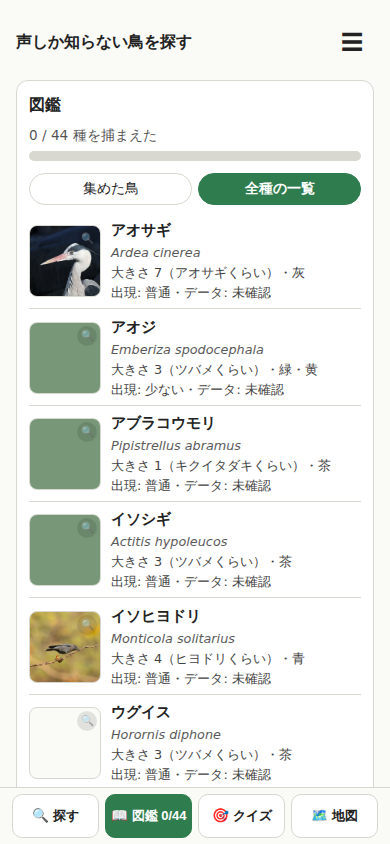 声しか知らない鳥を探す
図鑑
0 / 44 種を捕まえた
集めた鳥
全種の一覧
アオサギ
Ardea cinerea
大きさ 7（アオサギくらい）・灰
出現: 普通・データ: 未確認
アオジ
Emberiza spodocephala
大きさ 3（ツバメくらい）・緑・黄
出現: 少ない・データ: 未確認
アブラコウモリ
Pipistrellus abramus
大きさ 1（キクイタダキくらい）・茶
出現: 普通・データ: 未確認
イソシギ
Actitis hypoleucos
大きさ 3（ツバメくらい）・茶
出現: 普通・データ: 未確認
イソヒヨドリ
Monticola solitarius
大きさ 4（ヒヨドリくらい）・青
出現: 普通・データ: 未確認
ウグイス
Horornis diphone
大きさ 3（ツバメくらい）・茶
出現: 普通・データ: 未確認
探す
図鑑 0/44
クイズ
地図